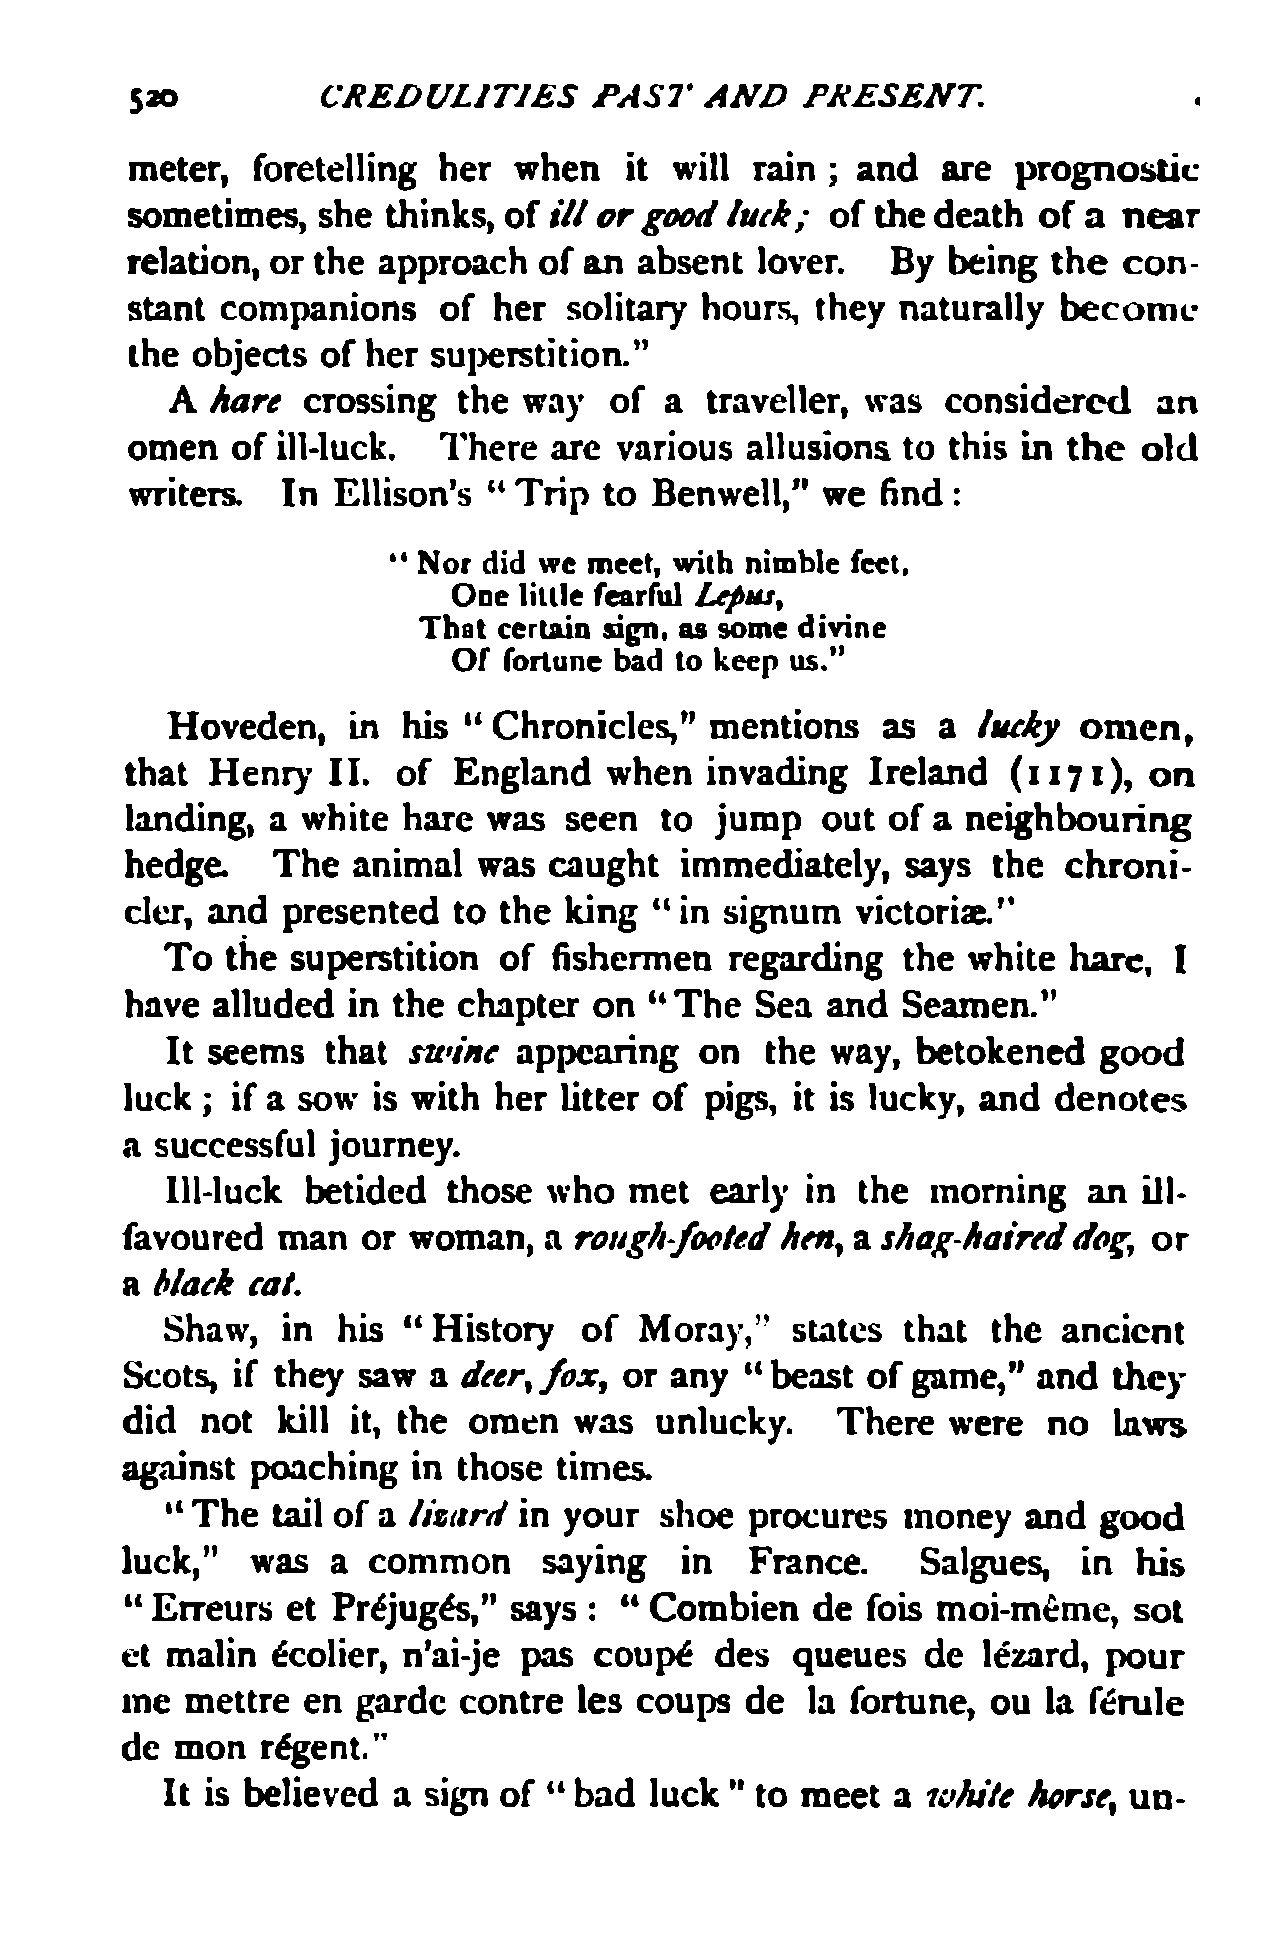 520 CREDULITIES PAST AND PRESENT.
meter, foretelling her when it will rain ; and are prognostic
sometimes, she thinks, of ill or good luck ; of the death of a near
relation, or the approach of an absent lover. By being the con-
stant companions of her solitary hours, they naturally become
the objects of her superstition."
A hare crossing the way of a traveller, was considered an
omen of ill-luck. There are various allusions to this in the old
writers. In Ellison's " Trip to Benwell," we find :
" Nor did we meet, with nimble feet,
One little fearful Lepus,
That certain sign, as some divine
Of fortune bad to keep us."
Hoveden, in his " Chronicles," mentions as a lucky omen,
that Henry II. of England when invading Ireland (1171), on
landing, a white hare was seen to jump out of a neighbouring
hedge. The animal was caught immediately, says the chroni-
cler, and presented to the king " in signum victoriæ."
To the superstition of fishermen regarding the white hare, I
have alluded in the chapter on " The Sea and Seamen."
It seems that swine appearing on the way, betokened good
luck ; if a sow is with her litter of pigs, it is lucky, and denotes
a successful journey.
Ill-luck betided those who met early in the morning an ill-
favoured man or woman, a rough-footed hen, a shag-haired dog, or
a black cat.
Shaw, in his " History of Moray," states that the ancient
Scots, if they saw a deer, fox, or any " beast of game," and they
did not kill it, the omen was unlucky. There were no laws
against poaching in those times.
" The tail of a lizard in your shoe procures money and good
luck," was a common saying in France. Salgues, in his
" Erreurs et Préjugés," says : " Combien de fois moi-même, sot
et malin écolier, n'ai-je pas coupé des queues de lézard, pour
me mettre en garde contre les coups de la fortune, ou la férule
de mon régent."
It is believed a sign of " bad luck " to meet a white horse, un-